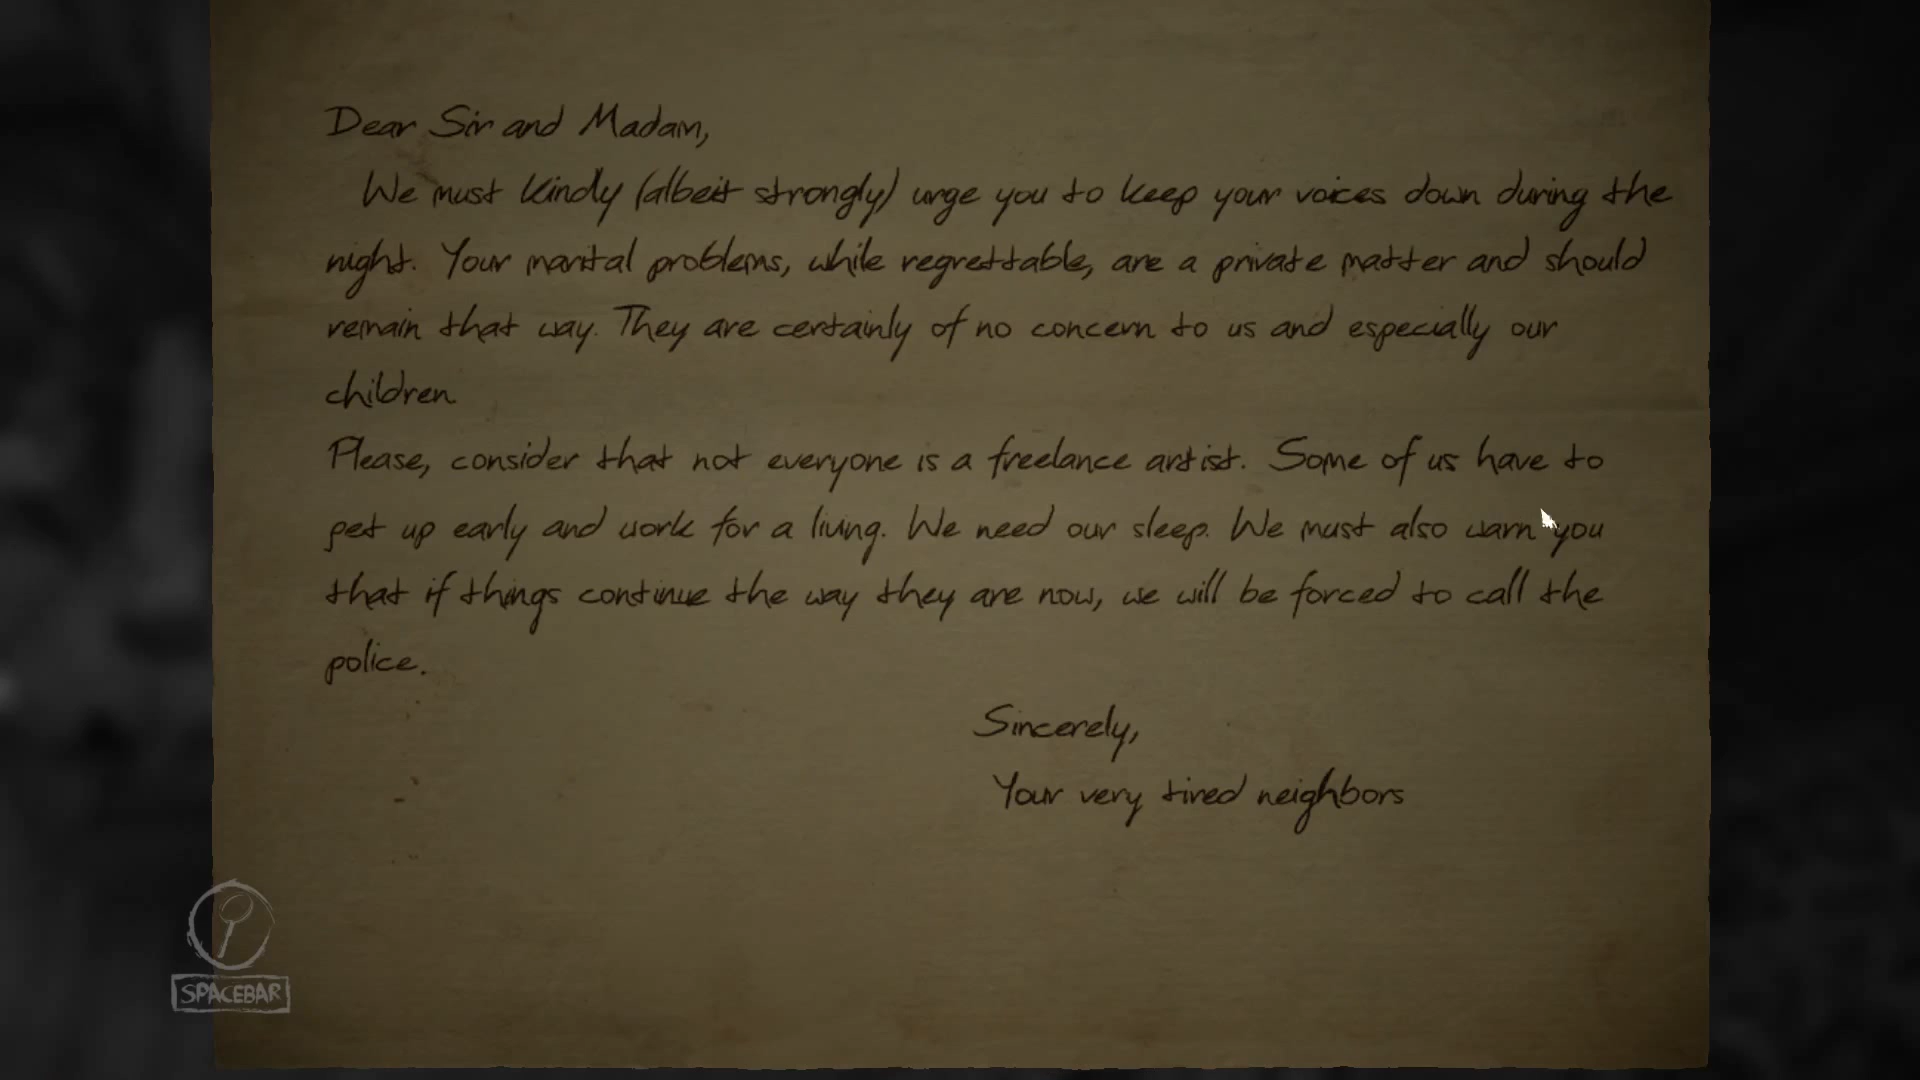 Dear Sir and Madam,
We must kindly (albeit strongly) urge you to keep your voices down during the
night. Your marital problems, while regrettable, are a private matter and should
remain that way. They are certainly of no concern to us and especially our
children.
Please, consider that not everyone is a freelance artist. Some of us have to
get up early and work for a living. We need our sleep. We must also warn you
that if things continue the way they are now, we will be forced to call the
police.
Sincerely,
Your very tired neighbors
SPACEBAR